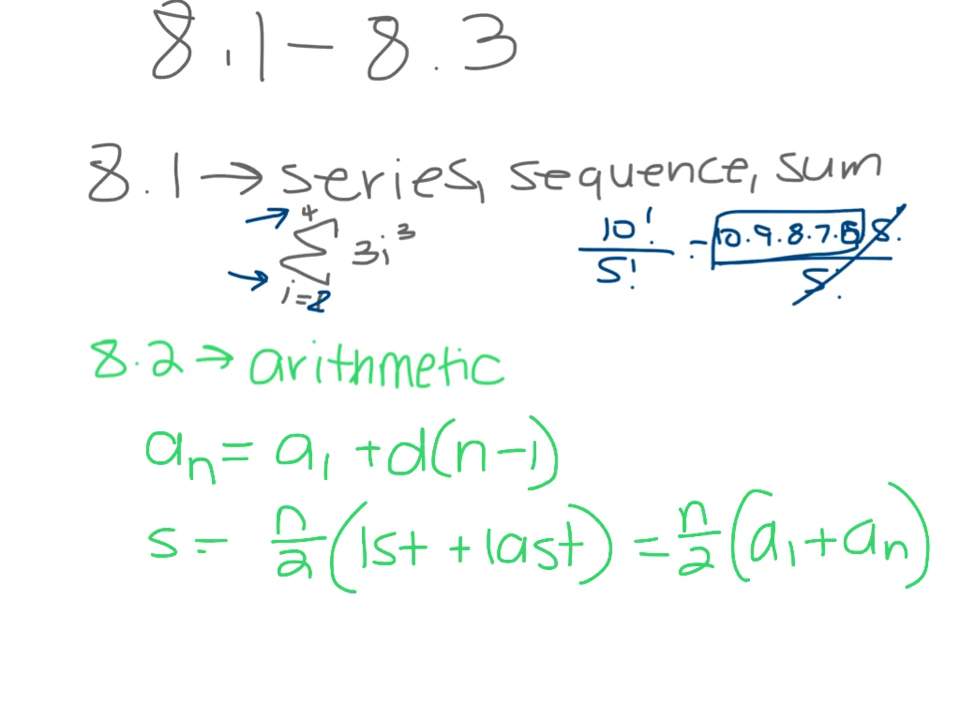 8.1-8.3
8.1 → series, sequence, sum
→ 4
∑ 3i³
→ i=2
10!/5! = 10.9.8.7.6 5!/5!
8.2 → arithmetic
aₙ = a₁ + d(n-1)
s = n/2 (1st + last) = n/2 (a₁ + aₙ)